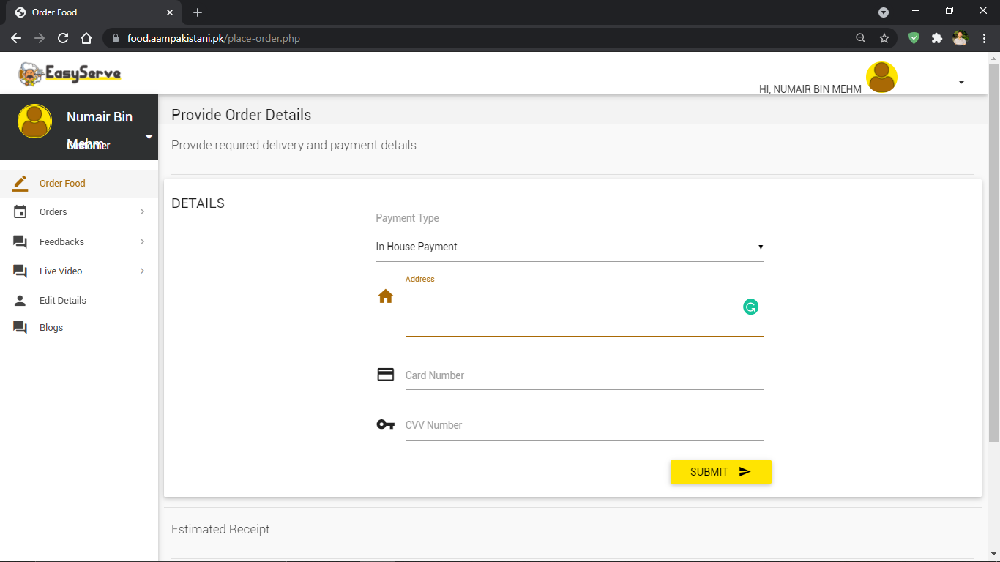 Order Food
food.aampakistani.pk/place-order.php
EasyServe
HI, NUMAIR BIN MEHM
Numair Bin
Mehm
Customer
Order Food
Orders
Feedbacks
Live Video
Edit Details
Blogs
Provide Order Details
Provide required delivery and payment details.
DETAILS
Payment Type
In House Payment
Address
Card Number
CVV Number
SUBMIT
Estimated Receipt